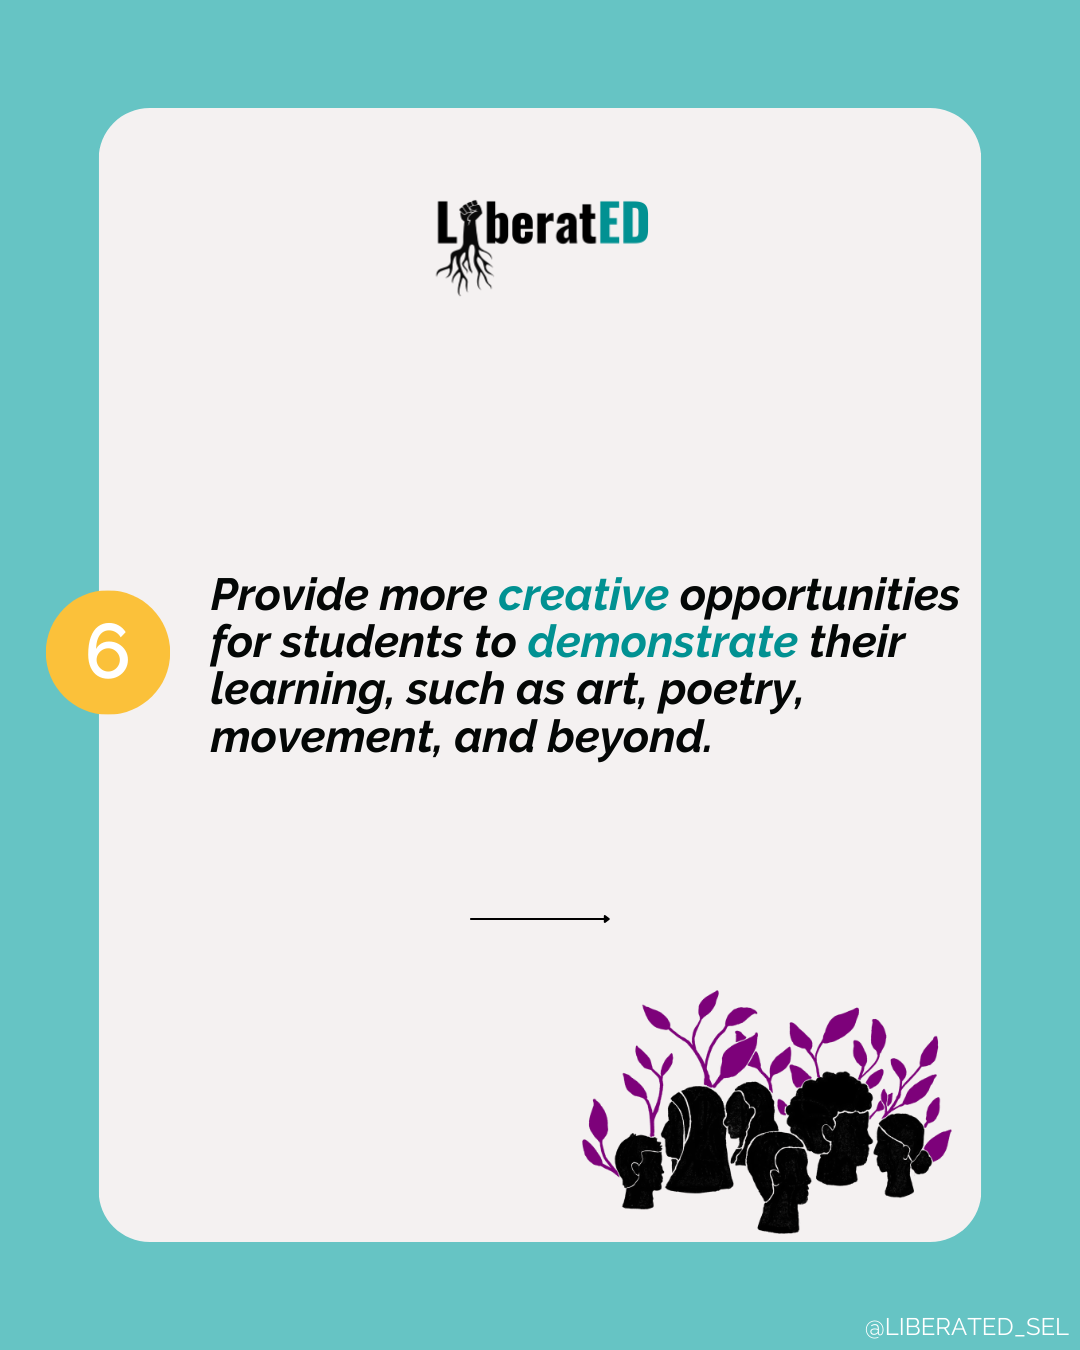 LiberatED
6
Provide more creative opportunities
for students to demonstrate their
learning, such as art, poetry,
movement, and beyond.
@LIBERATED_SEL